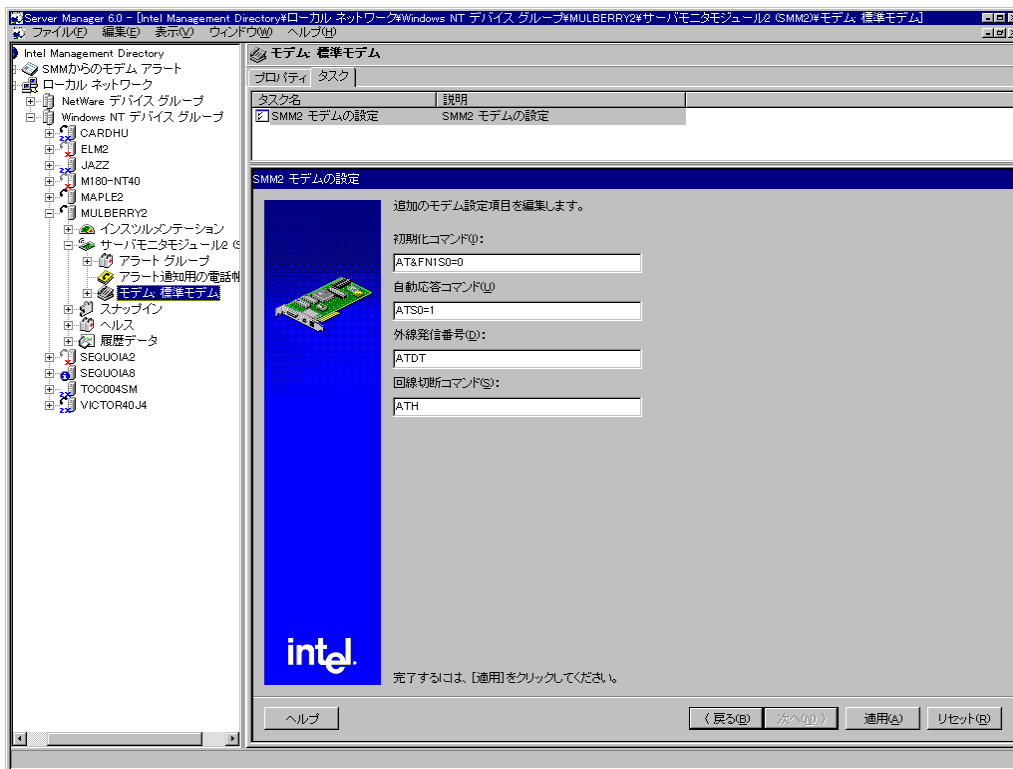 Server Manager 6.0 - [Intel Management Directory¥ローカル ネットワーク¥Windows NT デバイス グループ¥MULBERRY2¥サーバ モニタモジュール2 (SMM2)¥モデム: 標準モデム]
ファイル(F) 編集(E) 表示(V) ウィンドウ(W) ヘルプ(H)
Intel Management Directory
SMMからのモデム アラート
ローカル ネットワーク
NetWare デバイス グループ
Windows NT デバイス グループ
CARDHU
ELM2
JAZZ
M180-NT40
MAPLE2
MULBERRY2
インスツルメンテーション
サーバ モニタモジュール2 (S
アラート グループ
アラート通知用の電話帳
モデム: 標準モデム
スナップイン
ヘルス
履歴データ
SEQUOIA2
SEQUOIA8
TOC004SM
VICTOR40J4
モデム: 標準モデム
プロパティ タスク
タスク名 説明
SMM2 モデムの設定 SMM2 モデムの設定
SMM2 モデムの設定
追加のモデム設定項目を編集します。
初期化コマンド(I):
AT&FN1S0=0
自動応答コマンド(U)
ATS0=1
外線発信番号(D):
ATDT
回線切断コマンド(S):
ATH
intel.
完了するには、[適用]をクリックしてください。
ヘルプ 〈 戻る(B) 次へ(N) 〉 適用(A) リセット(R)